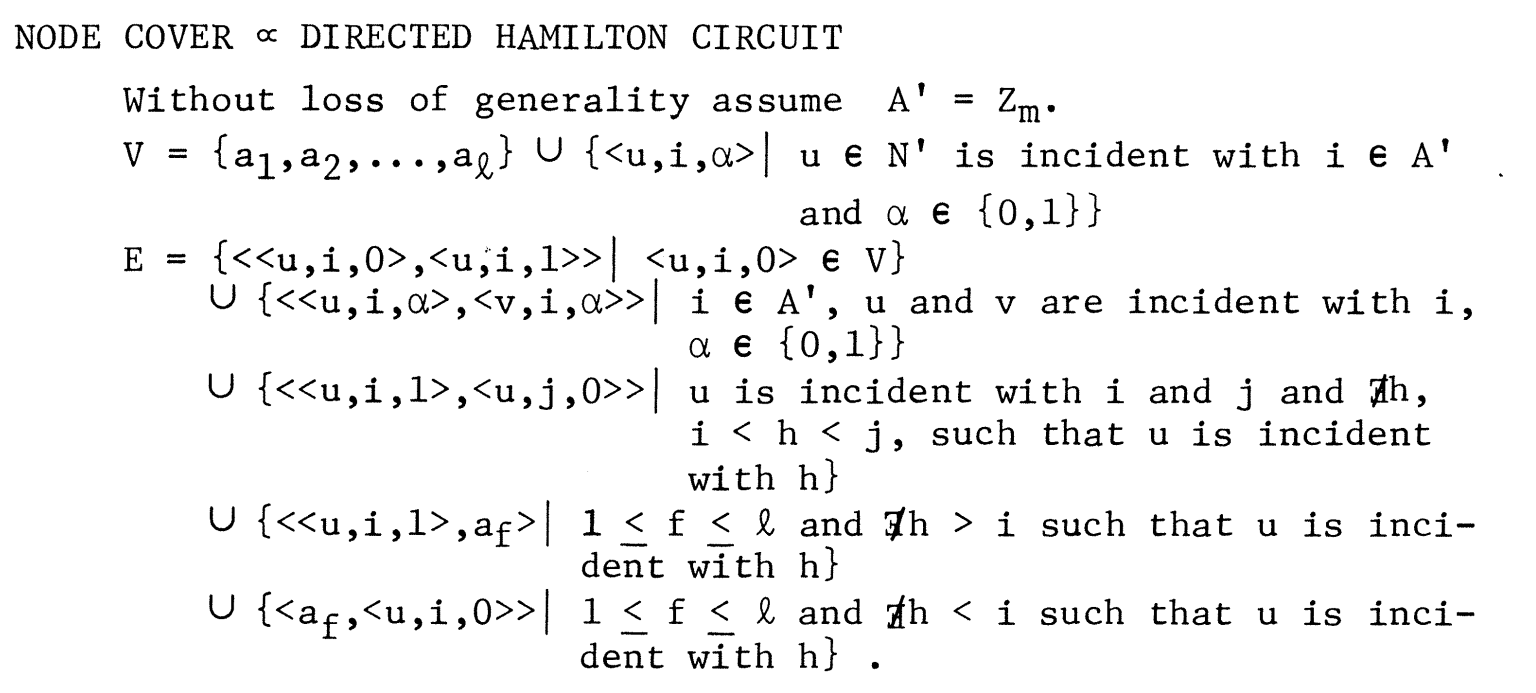 NODE COVER ∝ DIRECTED HAMILTON CIRCUIT
Without loss of generality assume A' = Zₘ.
V = {a₁,a₂,...,a_ℓ} ∪ {<u,i,α>| u ∈ N' is incident with i ∈ A'
and α ∈ {0,1}}
E = {<<u,i,0>,<u,i,1>>| <u,i,0> ∈ V}
∪ {<<u,i,α>,<v,i,α>>| i ∈ A', u and v are incident with i,
α ∈ {0,1}}
∪ {<<u,i,1>,<u,j,0>>| u is incident with i and j and ∄h,
i < h < j, such that u is incident
with h}
∪ {<<u,i,1>,a_f>| 1 ≤ f ≤ ℓ and ∄h > i such that u is inci-
dent with h}
∪ {<a_f,<u,i,0>>| 1 ≤ f ≤ ℓ and ∄h < i such that u is inci-
dent with h} .